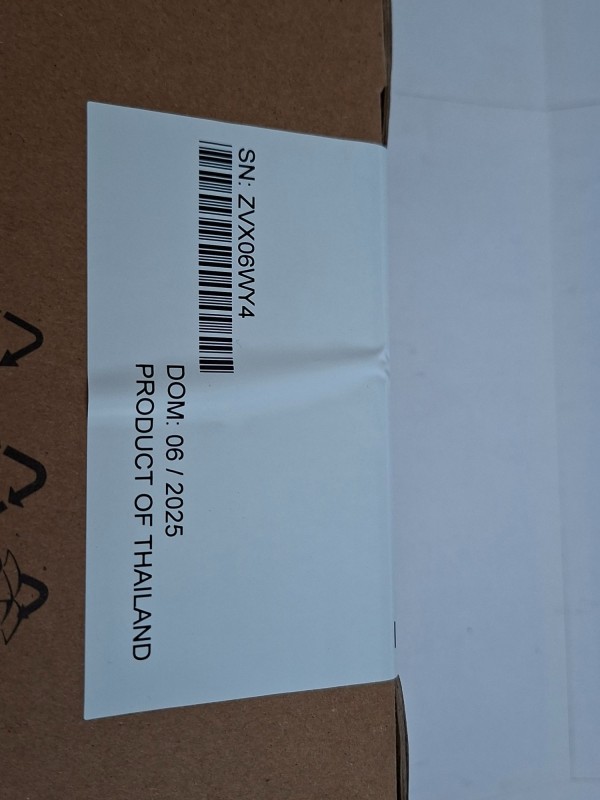 SN: ZVX06WY4
DOM: 06 / 2025
PRODUCT OF THAILAND